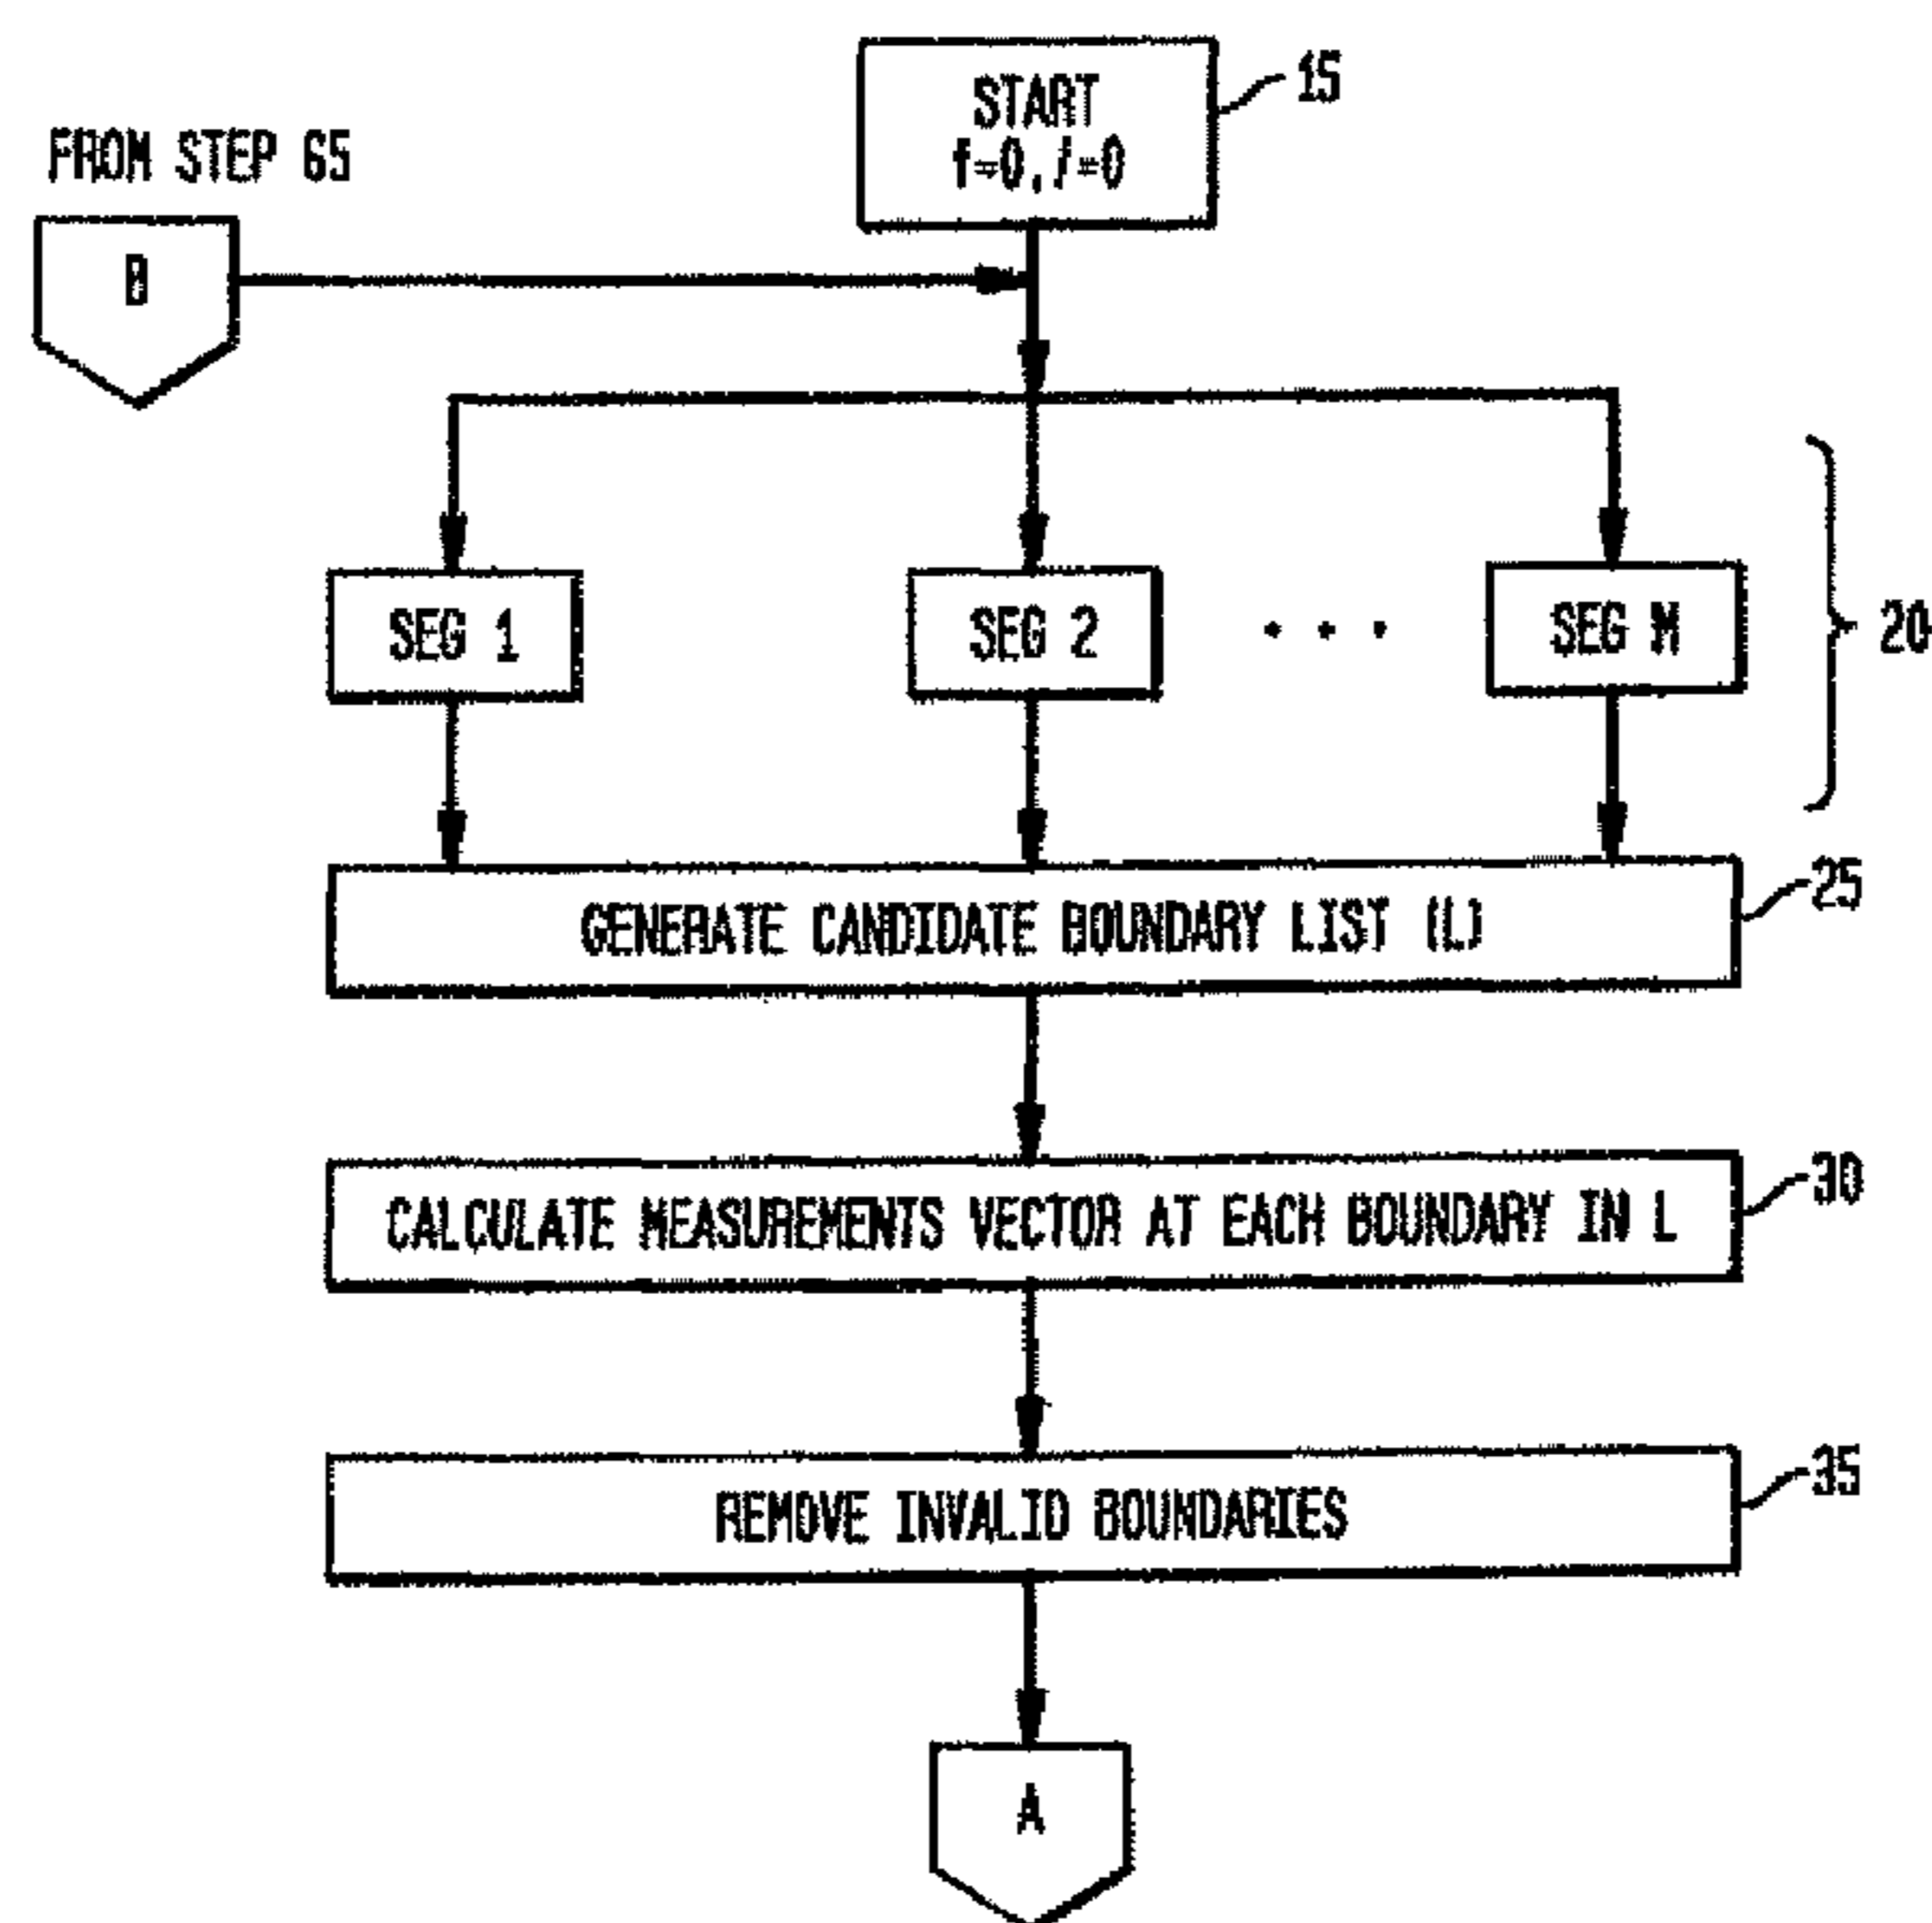 START
f=0, i=0
15
FROM STEP 65
B
SEG 1
SEG 2
. . .
SEG M
20
GENERATE CANDIDATE BOUNDARY LIST (L)
25
CALCULATE MEASUREMENTS VECTOR AT EACH BOUNDARY IN L
30
REMOVE INVALID BOUNDARIES
35
A